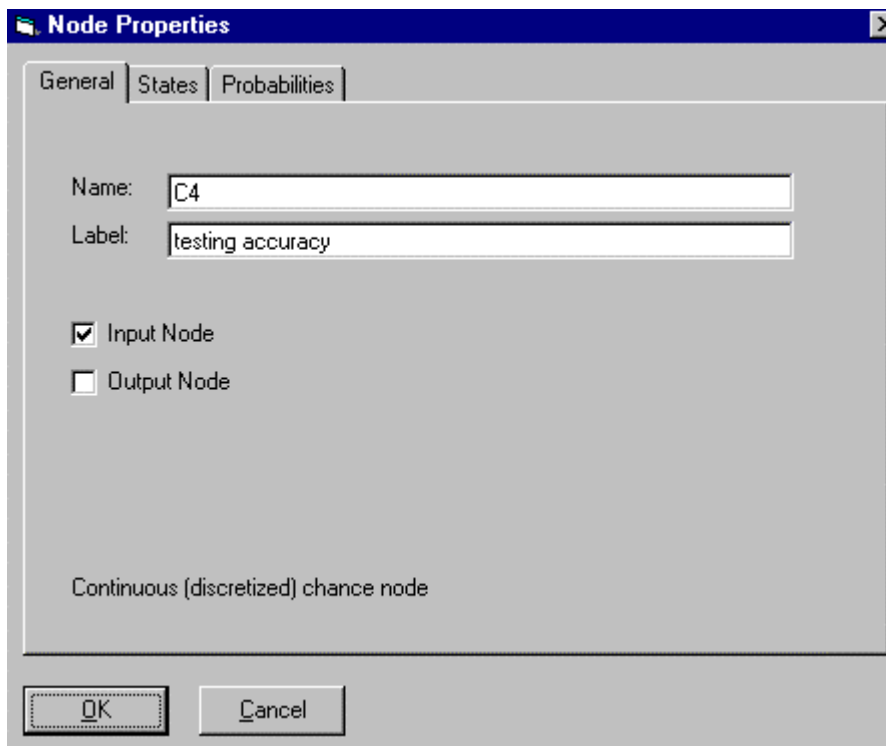 Node Properties
General States Probabilities
Name: C4
Label: testing accuracy
Input Node
Output Node
Continuous (discretized) chance node
OK Cancel